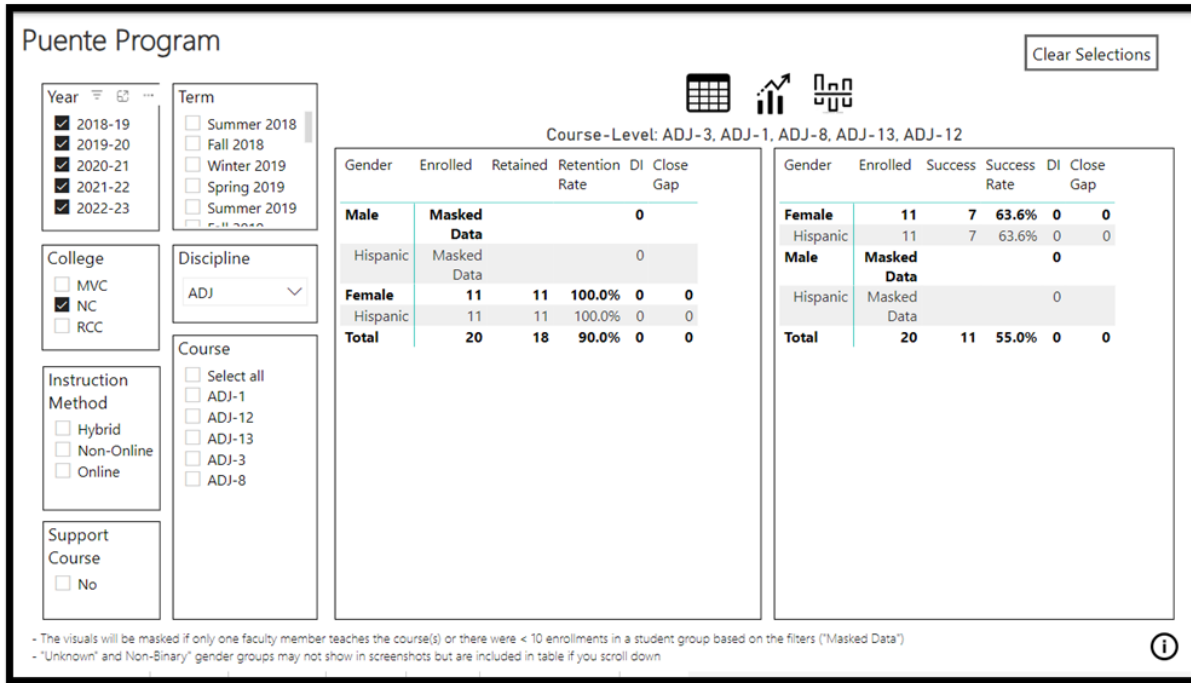 Puente Program
Clear Selections
Year
2018-19
2019-20
2020-21
2021-22
2022-23
Term
Summer 2018
Fall 2018
Winter 2019
Spring 2019
Summer 2019
College
MVC
NC
RCC
Discipline
ADJ
Instruction
Method
Hybrid
Non-Online
Online
Course
Select all
ADJ-1
ADJ-12
ADJ-13
ADJ-3
ADJ-8
Support
Course
No
Course-Level: ADJ-3, ADJ-1, ADJ-8, ADJ-13, ADJ-12
Gender Enrolled Retained Retention DI Close
Rate Gap
Male Masked 0
Data
Hispanic Masked 0
Data
Female 11 11 100.0% 0 0
Hispanic 11 11 100.0% 0 0
Total 20 18 90.0% 0 0
Gender Enrolled Success Success DI Close
Rate Gap
Female 11 7 63.6% 0 0
Hispanic 11 7 63.6% 0 0
Male Masked 0
Data
Hispanic Masked 0
Data
Total 20 11 55.0% 0 0
- The visuals will be masked if only one faculty member teaches the course(s) or there were < 10 enrollments in a student group based on the filters ("Masked Data")
- "Unknown" and Non-Binary" gender groups may not show in screenshots but are included in table if you scroll down